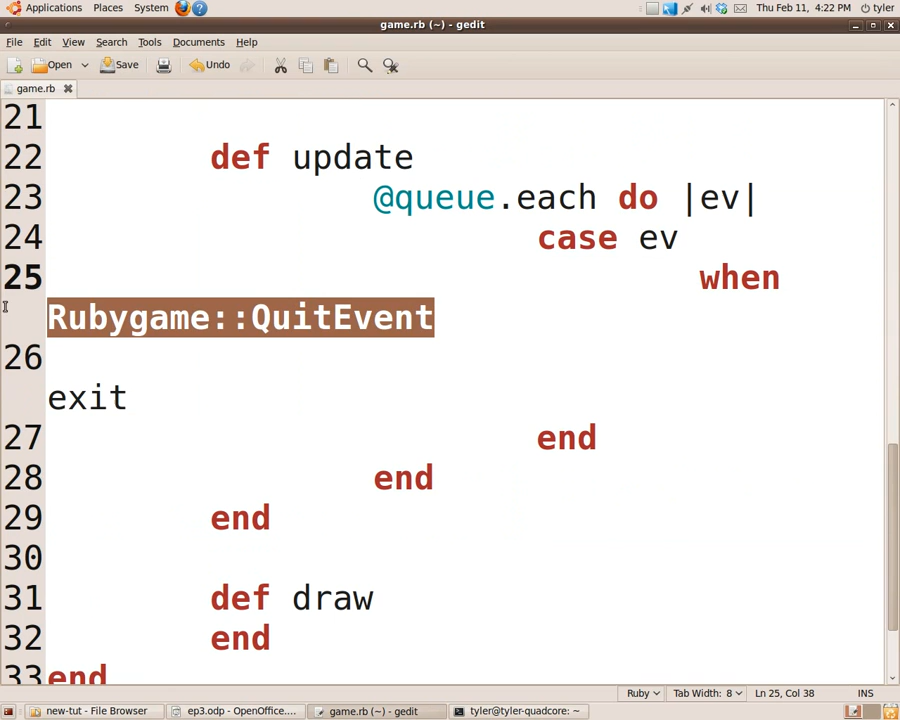 Applications Places System Thu Feb 11, 4:22 PM tyler
game.rb (~) - gedit
File Edit View Search Tools Documents Help
Open Save Undo
game.rb
21
22 def update
23 @queue.each do |ev|
24 case ev
25 when
Rubygame::QuitEvent
26
exit
27 end
28 end
29 end
30
31 def draw
32 end
33 end
Ruby Tab Width: 8 Ln 25, Col 38 INS
new-tut - File Browser ep3.odp - OpenOffice.... game.rb (~) - gedit tyler@tyler-quadcore: ~